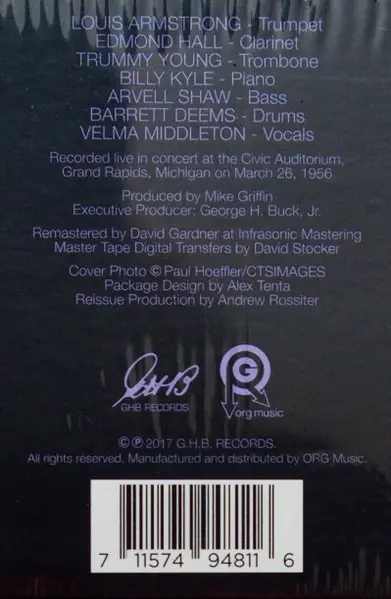 LOUIS ARMSTRONG - Trumpet
EDMOND HALL - Clarinet
TRUMMY YOUNG - Trombone
BILLY KYLE - Piano
ARVELL SHAW - Bass
BARRETT DEEMS - Drums
VELMA MIDDLETON - Vocals
Recorded live in concert at the Civic Auditorium,
Grand Rapids, Michigan on March 26, 1956
Produced by Mike Griffin
Executive Producer: George H. Buck, Jr.
Remastered by David Gardner at Infrasonic Mastering
Master Tape Digital Transfers by David Stocker
Cover Photo © Paul Hoeffler/CTSIMAGES
Package Design by Alex Tenta
Reissue Production by Andrew Rossiter
GHB
GHB RECORDS
G
org music
© ℗ 2017 G.H.B. RECORDS.
All rights reserved. Manufactured and distributed by ORG Music.
7 11574 94811 6